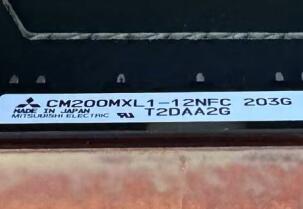 CM200MXL1-12NFC 203G
MADE IN JAPAN T2DAA2G
MITSUBISHI ELECTRIC